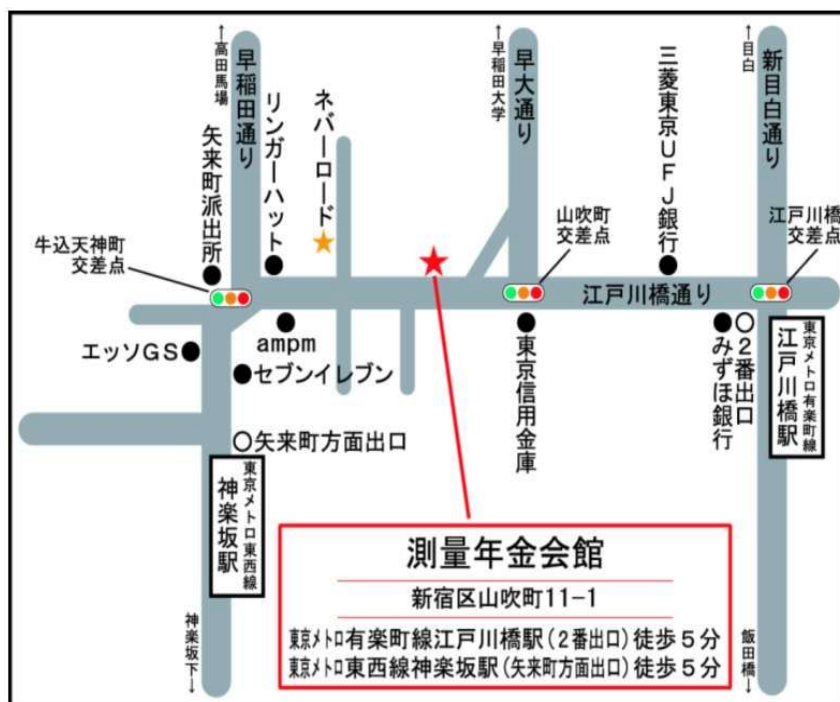 ↑高田馬場
早稲田通り
矢来町派出所
リンガーハット
ネバーロード
↑早稲田大学
早大通り
三菱東京UFJ銀行
↑目白
新目白通り
牛込天神町
交差点
山吹町
交差点
江戸川橋
交差点
江戸川橋通り
エッソGS
ampm
セブンイレブン
東京信用金庫
みずほ銀行
2番出口
東京メトロ有楽町線
江戸川橋駅
矢来町方面出口
東京メトロ東西線
神楽坂駅
神楽坂下→
飯田橋→
測量年金会館
新宿区山吹町11-1
東京メトロ有楽町線江戸川橋駅(2番出口)徒歩5分
東京メトロ東西線神楽坂駅(矢来町方面出口)徒歩5分